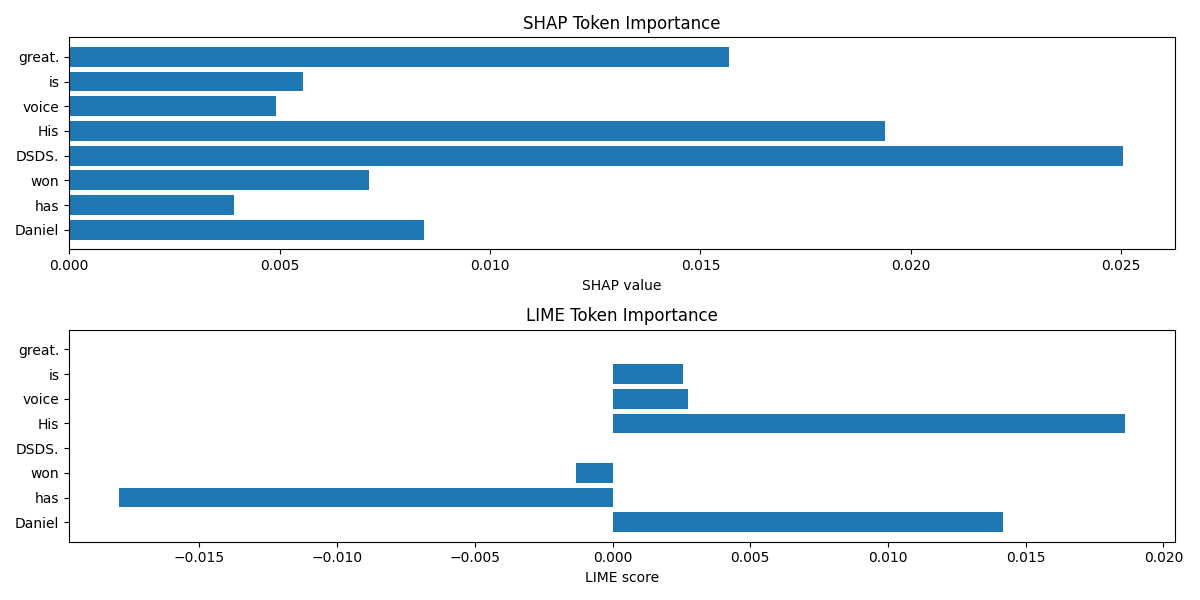 SHAP Token Importance
great.
is
voice
His
DSDS.
won
has
Daniel
0.000 0.005 0.010 0.015 0.020 0.025
SHAP value
LIME Token Importance
great.
is
voice
His
DSDS.
won
has
Daniel
−0.015 −0.010 −0.005 0.000 0.005 0.010 0.015 0.020
LIME score